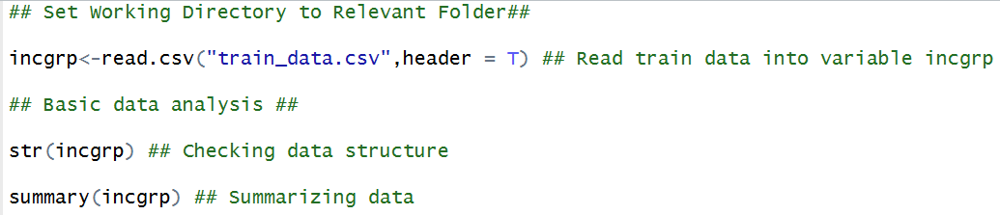 ## Set Working Directory to Relevant Folder##
incgrp<-read.csv("train_data.csv",header = T) ## Read train data into variable incgrp
## Basic data analysis ##
str(incgrp) ## Checking data structure
summary(incgrp) ## Summarizing data